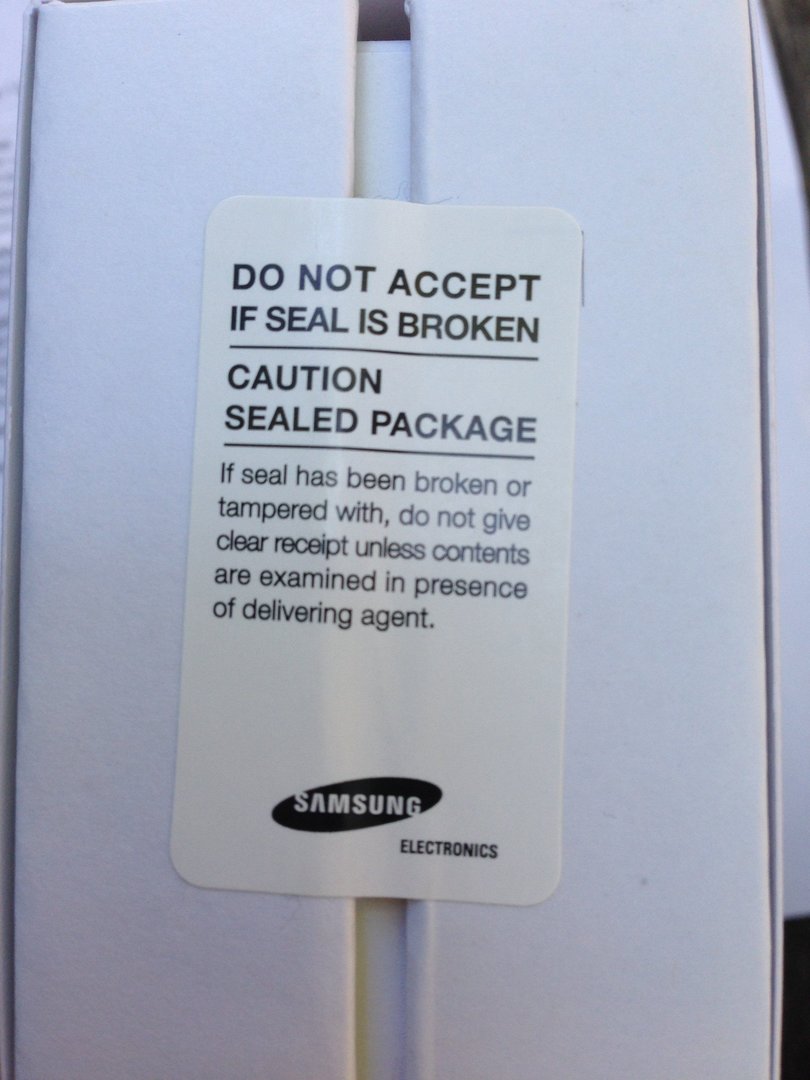 DO NOT ACCEPT
IF SEAL IS BROKEN
CAUTION
SEALED PACKAGE
If seal has been broken or
tampered with, do not give
clear receipt unless contents
are examined in presence
of delivering agent.
SAMSUNG
ELECTRONICS